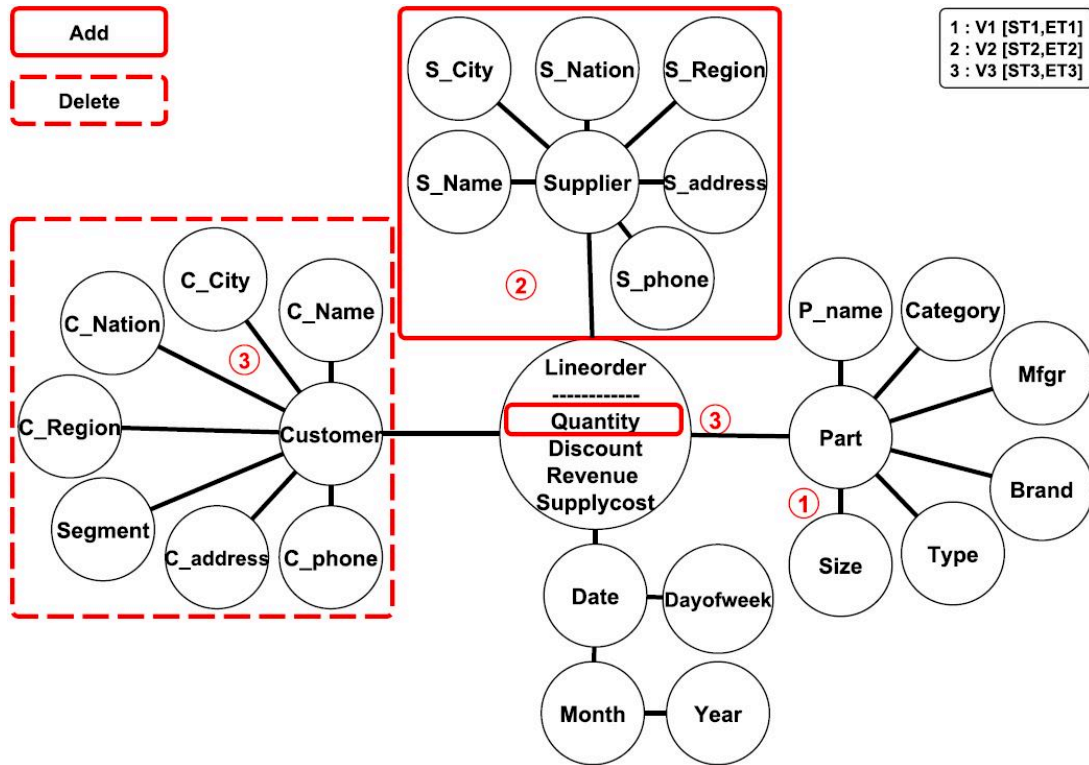 Add
Delete
1 : V1 [ST1,ET1]
2 : V2 [ST2,ET2]
3 : V3 [ST3,ET3]
S_City
S_Nation
S_Region
S_Name
Supplier
S_address
S_phone
2
C_City
C_Name
C_Nation
3
C_Region
Customer
Segment
C_address
C_phone
Lineorder
------------
Quantity
Discount
Revenue
Supplycost
3
P_name
Category
Mfgr
Part
Brand
1
Size
Type
Date
Dayofweek
Month
Year